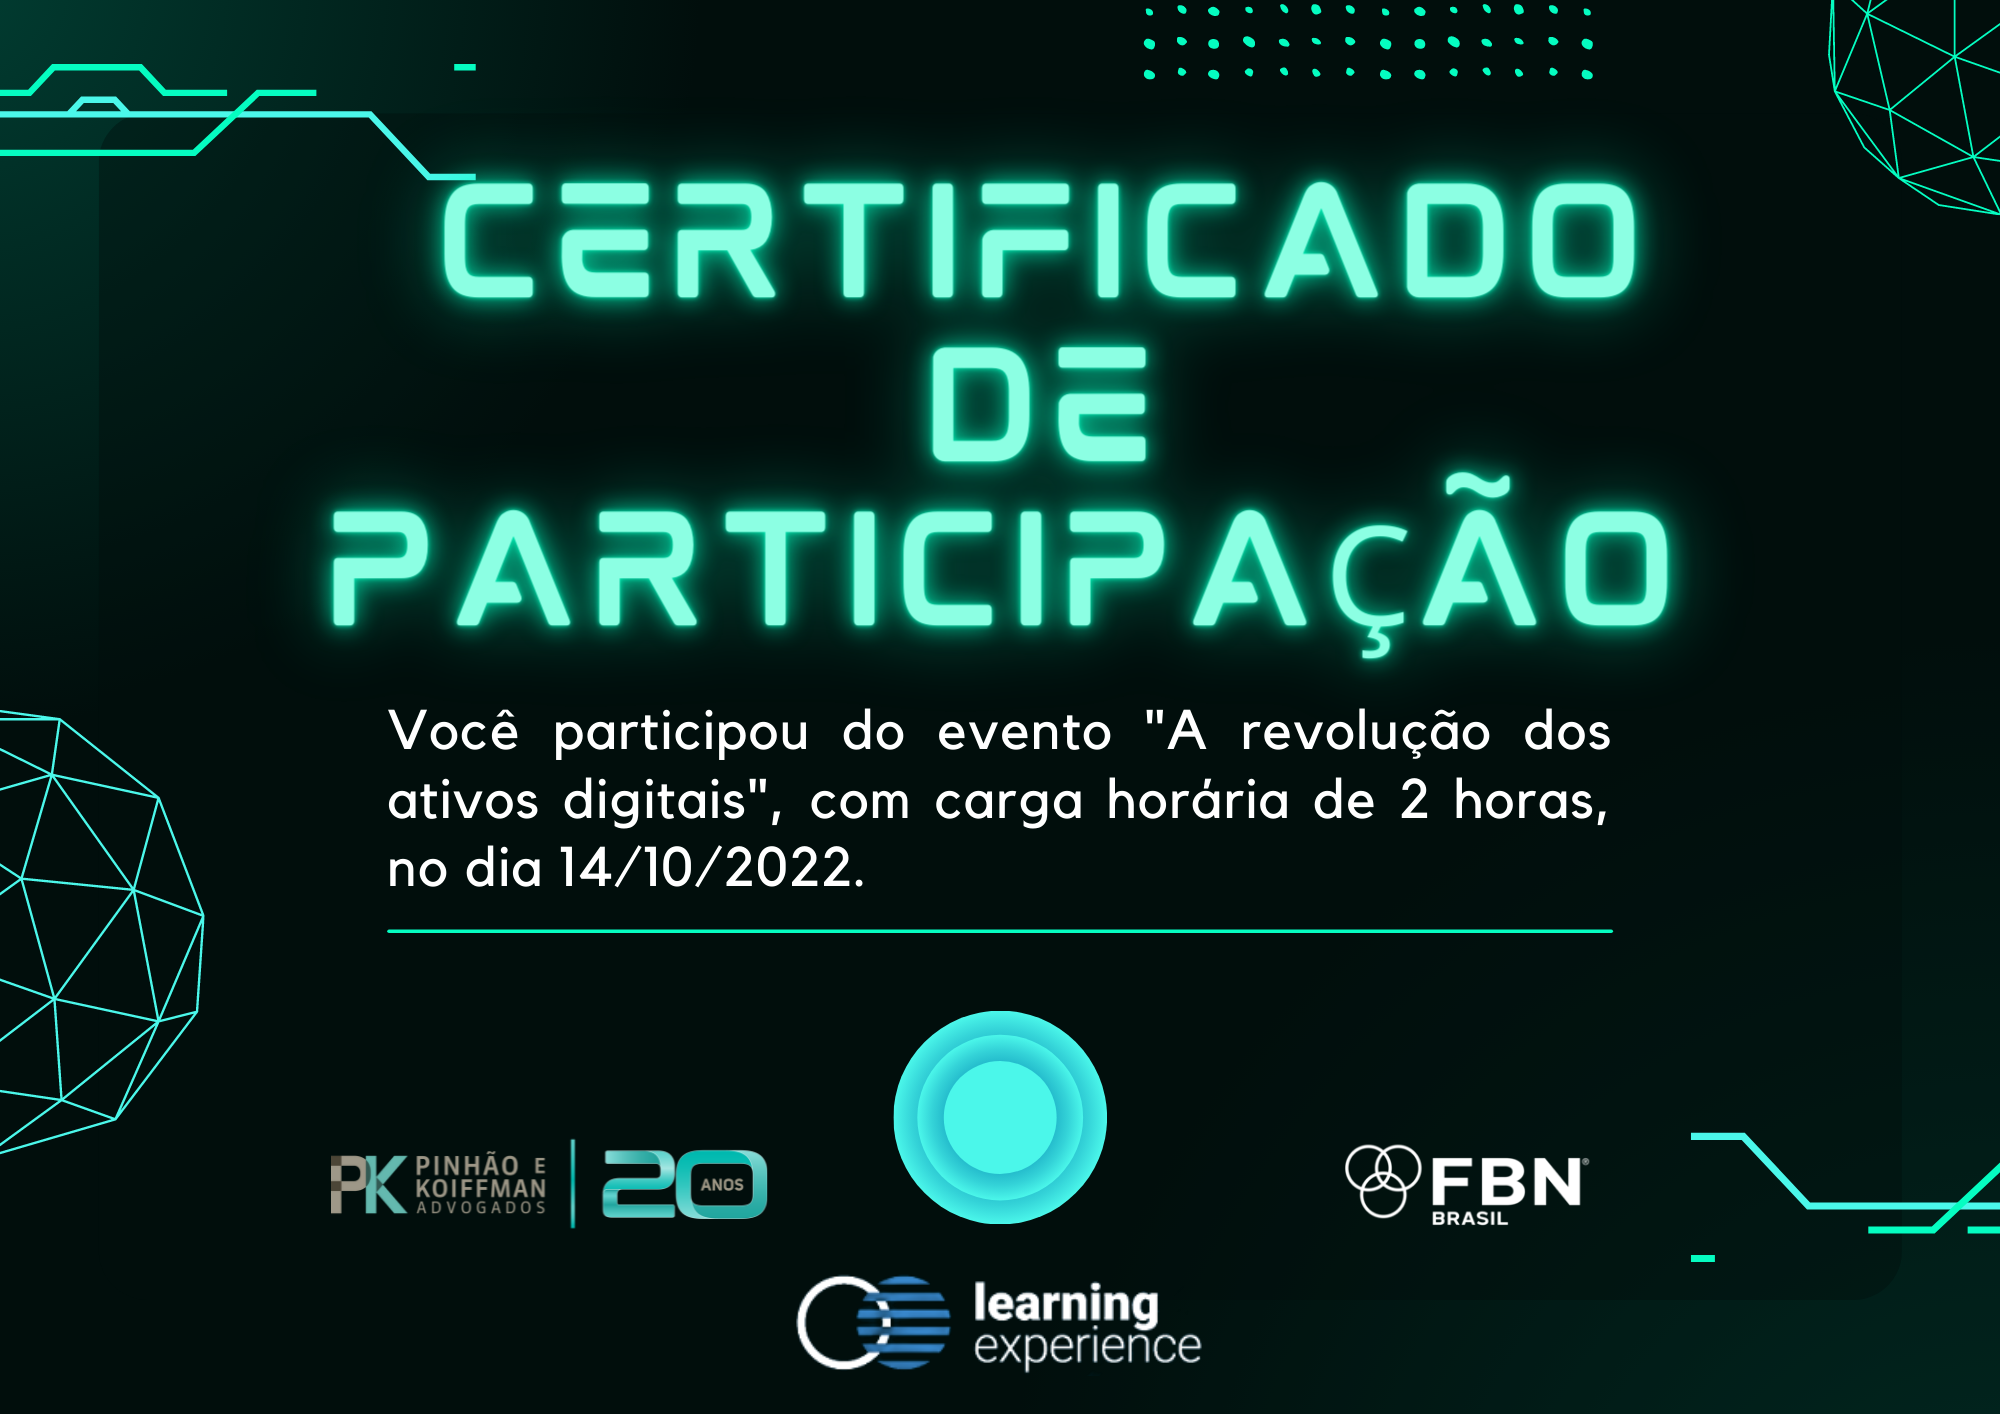 CERTIFICADO
DE
PARTICIPAÇÃO
Você participou do evento "A revolução dos
ativos digitais", com carga horária de 2 horas,
no dia 14/10/2022.
PK PINHÃO E
KOIFFMAN
ADVOGADOS
20
ANOS
FBN®
BRASIL
learning
experience